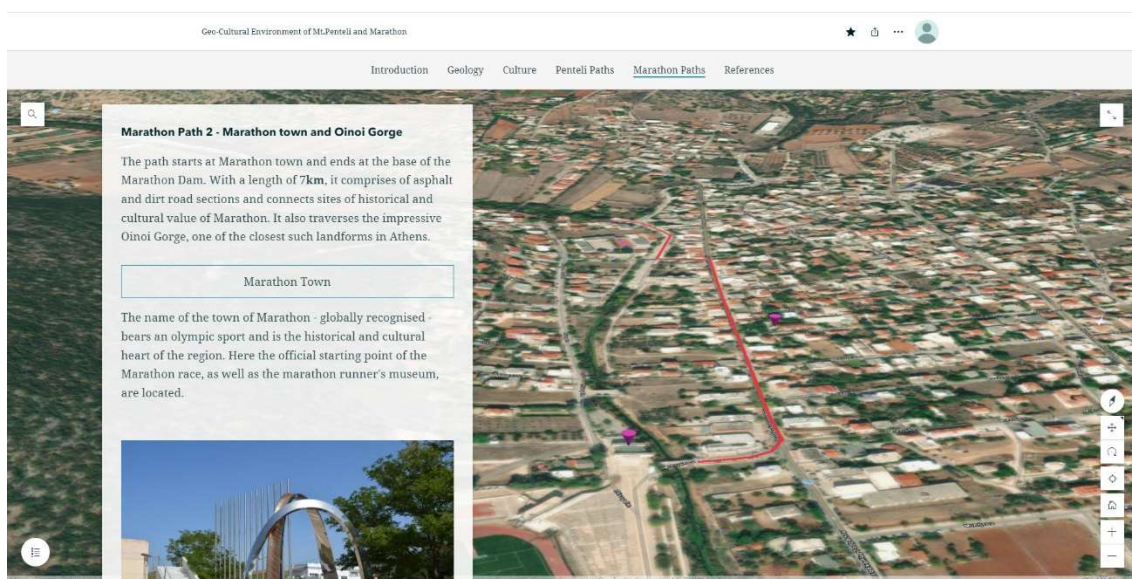 Geo-Cultural Environment of Mt.Penteli and Marathon
Introduction Geology Culture Penteli Paths Marathon Paths References
Marathon Path 2 - Marathon town and Oinoi Gorge
The path starts at Marathon town and ends at the base of the
Marathon Dam. With a length of 7km, it comprises of asphalt
and dirt road sections and connects sites of historical and
cultural value of Marathon. It also traverses the impressive
Oinoi Gorge, one of the closest such landforms in Athens.
Marathon Town
The name of the town of Marathon - globally recognised -
bears an olympic sport and is the historical and cultural
heart of the region. Here the official starting point of the
Marathon race, as well as the marathon runner's museum,
are located.